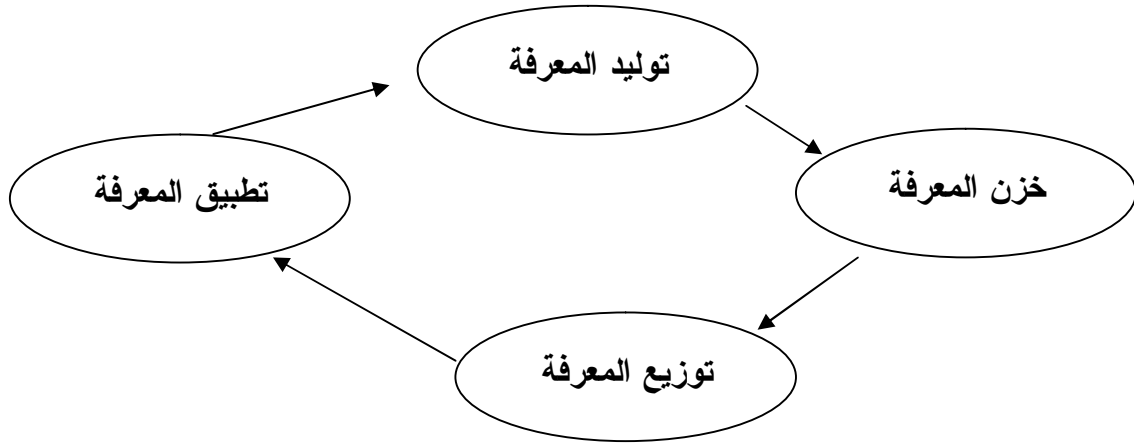 توليد المعرفة
خزن المعرفة
توزيع المعرفة
تطبيق المعرفة